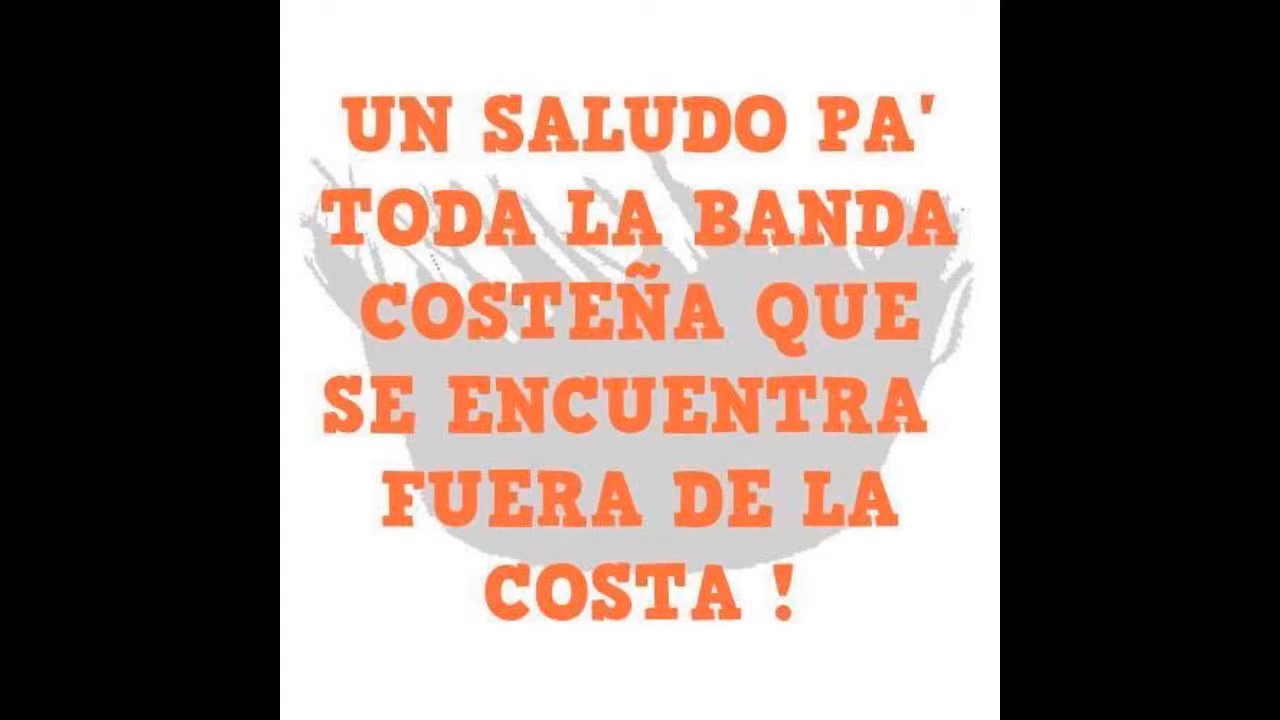 UN SALUDO PA'
TODA LA BANDA
COSTEÑA QUE
SE ENCUENTRA
FUERA DE LA
COSTA !